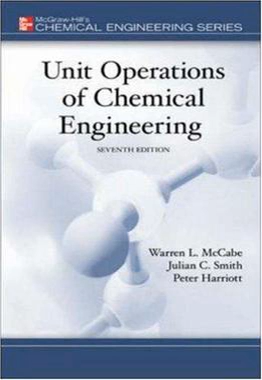 McGraw-Hill's
CHEMICAL ENGINEERING SERIES
Unit Operations
of Chemical
Engineering
SEVENTH EDITION
Warren L. McCabe
Julian C. Smith
Peter Harriott